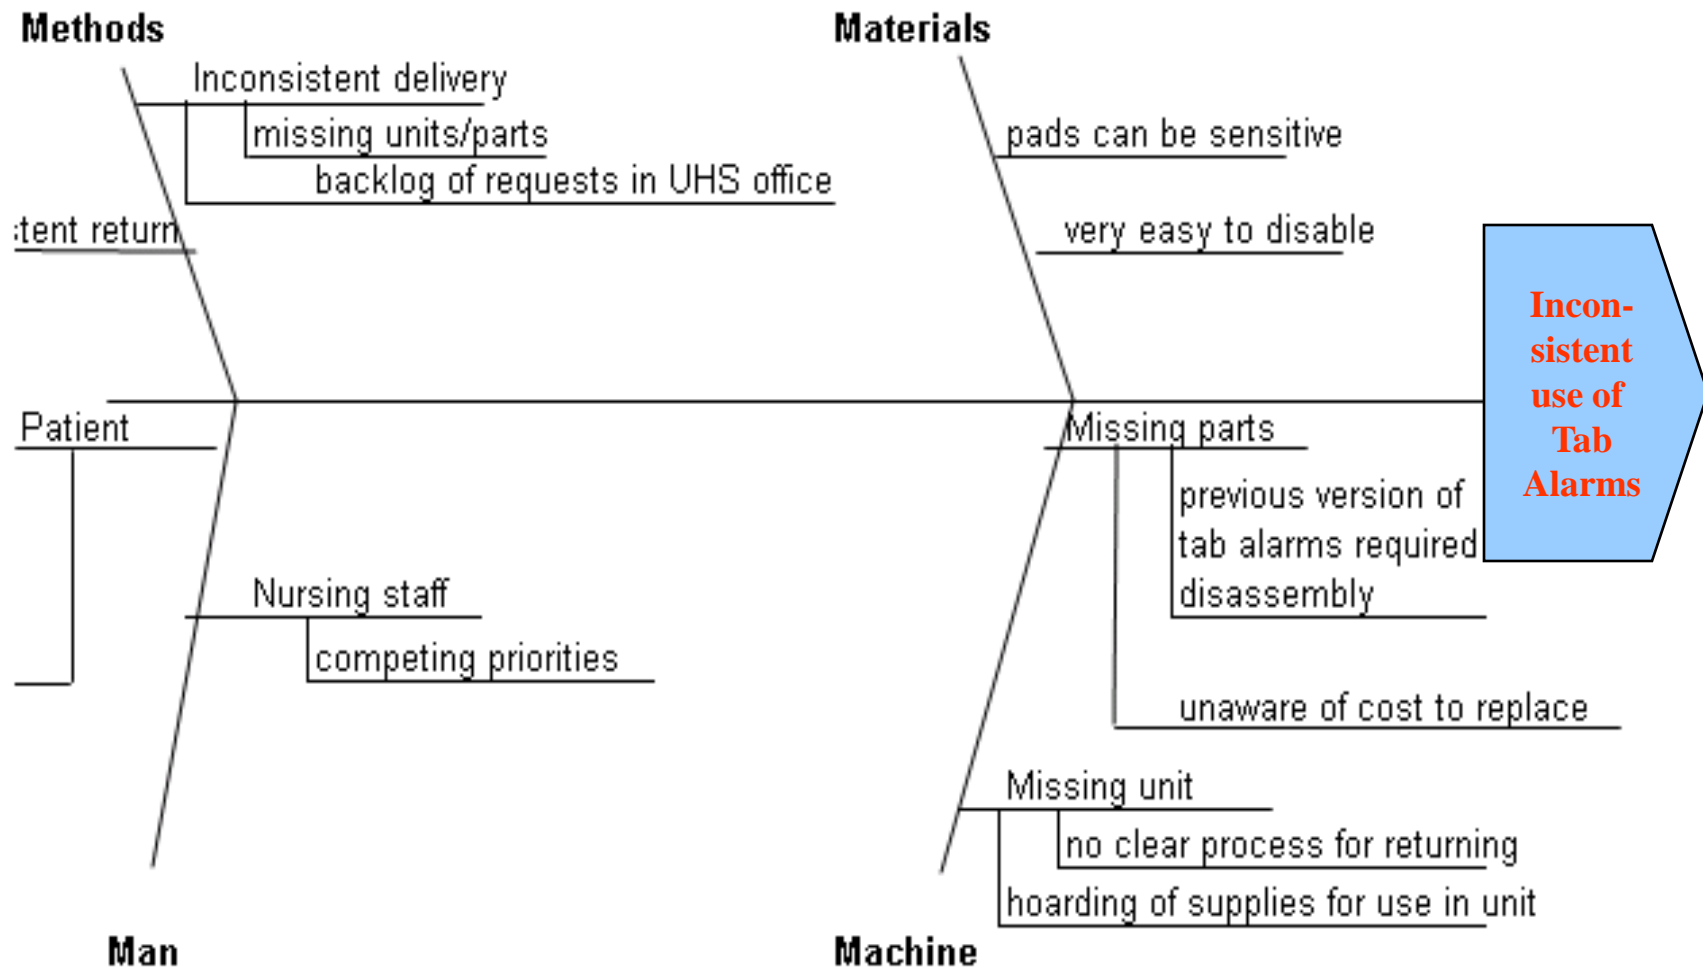 Methods
Inconsistent delivery
missing units/parts
backlog of requests in UHS office
return
Materials
pads can be sensitive
very easy to disable
Incon-
sistent
use of
Tab
Alarms
Patient
Nursing staff
competing priorities
Man
Missing parts
previous version of
tab alarms required
disassembly
unaware of cost to replace
Missing unit
no clear process for returning
hoarding of supplies for use in unit
Machine